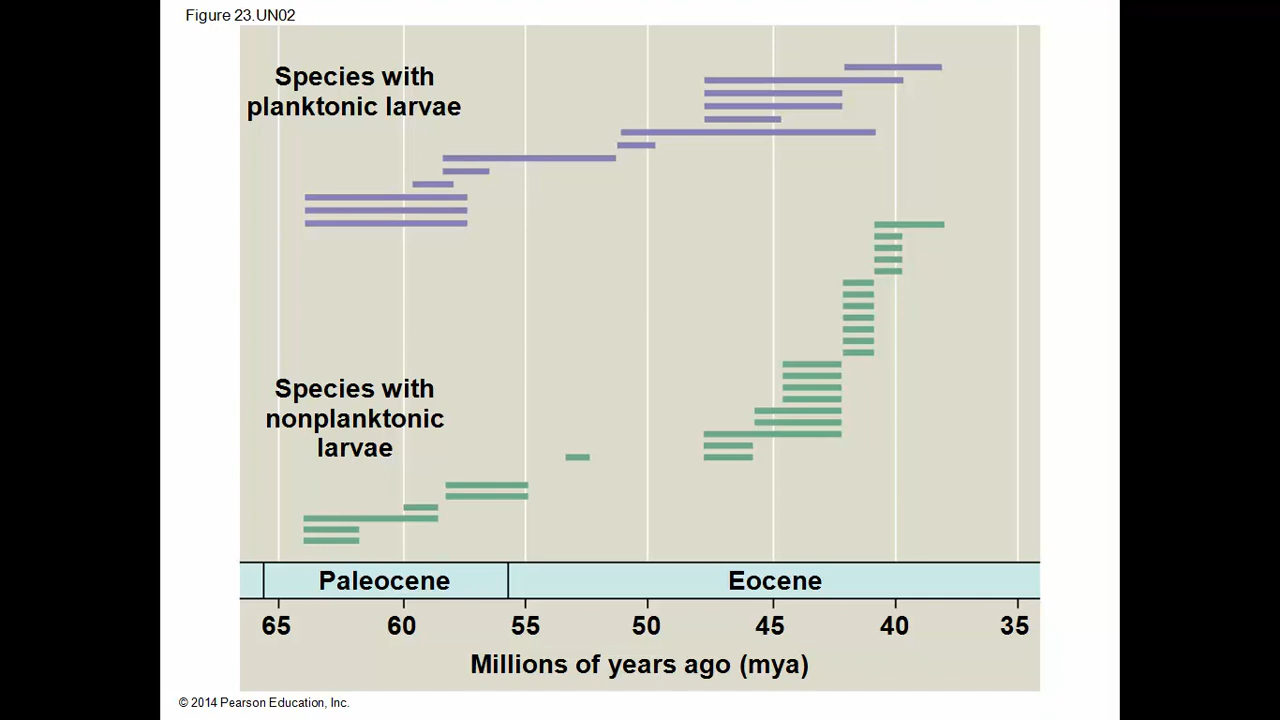 Figure 23.UN02
Species with
planktonic larvae
Species with
nonplanktonic
larvae
Paleocene
Eocene
65 60 55 50 45 40 35
Millions of years ago (mya)
© 2014 Pearson Education, Inc.